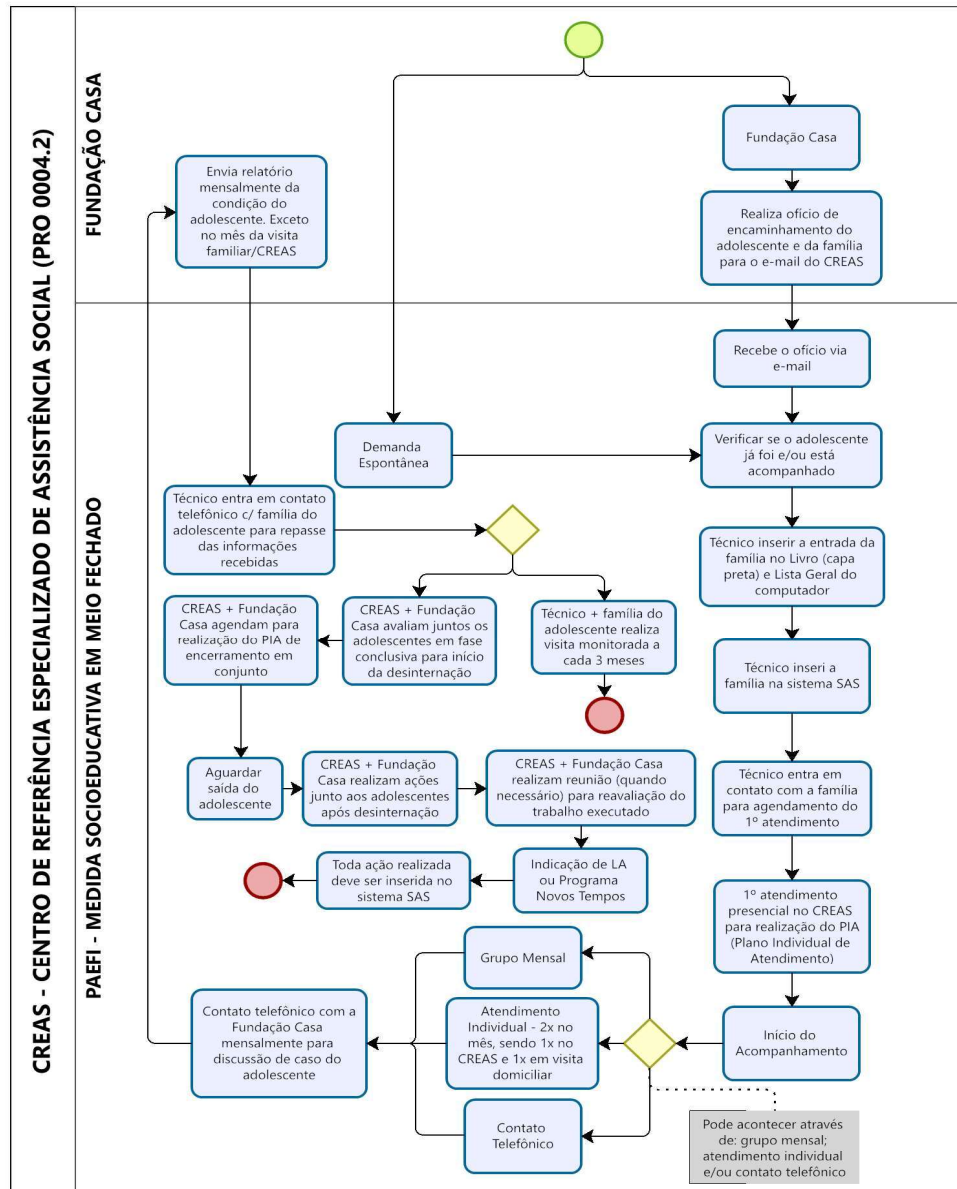 CREAS - CENTRO DE REFERÊNCIA ESPECIALIZADO DE ASSISTÊNCIA SOCIAL (PRO 0004.2)
FUNDAÇÃO CASA
Fundação Casa
Envia relatório
mensalmente da
condição do
adolescente. Exceto
no mês da visita
familiar/CREAS
Realiza ofício de
encaminhamento do
adolescente e da família
para o e-mail do CREAS
PAEFI - MEDIDA SOCIOEDUCATIVA EM MEIO FECHADO
Recebe o ofício via
e-mail
Demanda
Espontânea
Verificar se o adolescente
já foi e/ou está
acompanhado
Técnico entra em contato
telefônico c/ família do
adolescente para repasse
das informações
recebidas
Técnico inserir a entrada da
família no Livro (capa
preta) e Lista Geral do
computador
CREAS + Fundação
Casa agendam para
realização do PIA de
encerramento em
conjunto
CREAS + Fundação
Casa avaliam juntos os
adolescentes em fase
conclusiva para início
da desinternação
Técnico + família do
adolescente realiza
visita monitorada a
cada 3 meses
Técnico inseri a
família na sistema SAS
Aguardar
saída do
adolescente
CREAS + Fundação
Casa realizam ações
junto aos adolescentes
após desinternação
CREAS + Fundação Casa
realizam reunião (quando
necessário) para reavaliação do
trabalho executado
Técnico entra em
contato com a família
para agendamento do
1º atendimento
Toda ação realizada
deve ser inserida no
sistema SAS
Indicação de LA
ou Programa
Novos Tempos
1º atendimento
presencial no CREAS
para realização do PIA
(Plano Individual de
Atendimento)
Grupo Mensal
Contato telefônico com a
Fundação Casa
mensalmente para
discussão de caso do
adolescente
Atendimento
Individual - 2x no
mês, sendo 1x no
CREAS e 1x em visita
domiciliar
Início do
Acompanhamento
Contato
Telefônico
Pode acontecer através
de: grupo mensal;
atendimento individual
e/ou contato telefônico